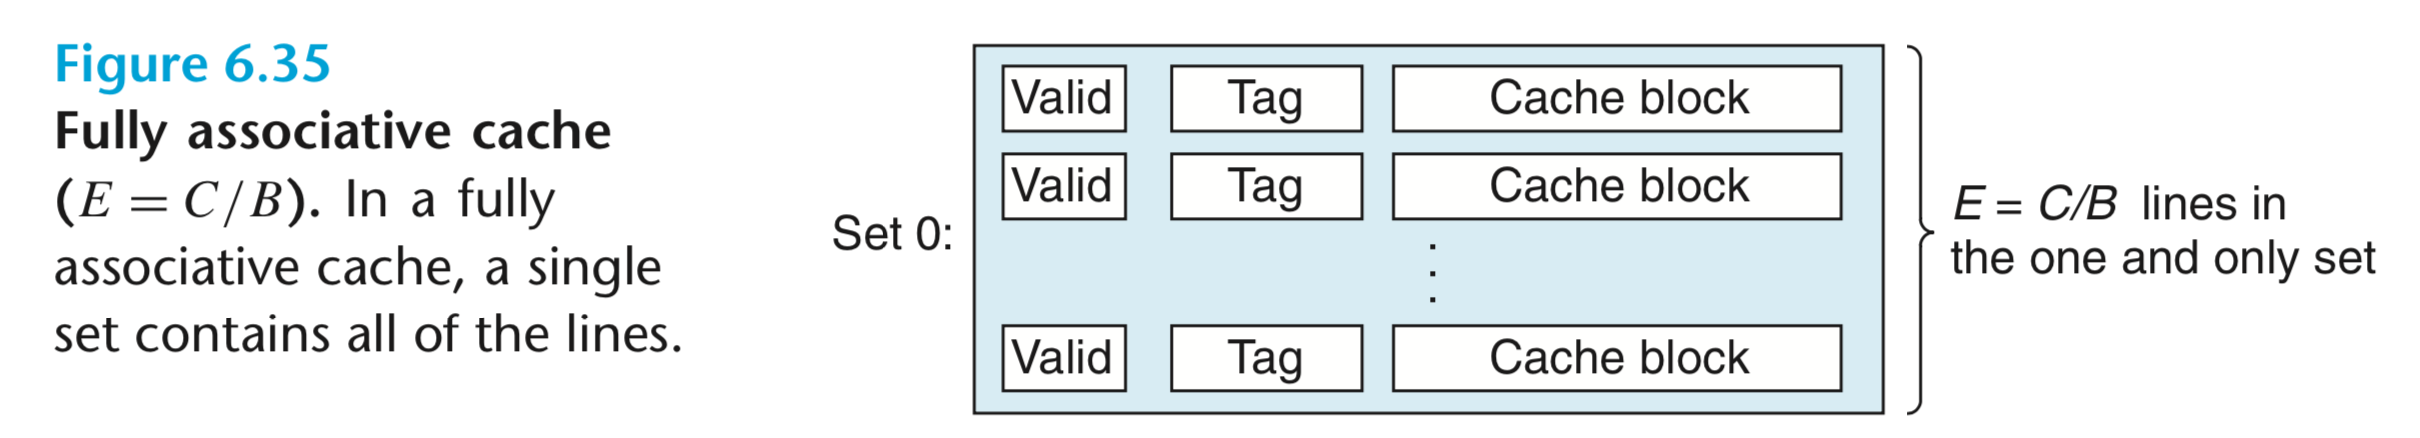 Figure 6.35
Fully associative cache
(E = C/B). In a fully
associative cache, a single
set contains all of the lines.
Set 0:
Valid Tag Cache block
Valid Tag Cache block
.
.
.
Valid Tag Cache block
E = C/B lines in
the one and only set